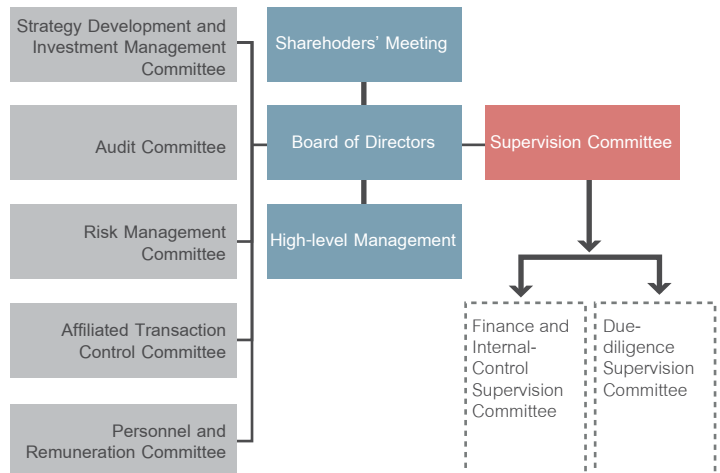 Strategy Development and
Investment Management
Committee
Audit Committee
Risk Management
Committee
Affiliated Transaction
Control Committee
Personnel and
Remuneration Committee
Sharehoders' Meeting
Board of Directors
High-level Management
Supervision Committee
Finance and
Internal-
Control
Supervision
Committee
Due-
diligence
Supervision
Committee